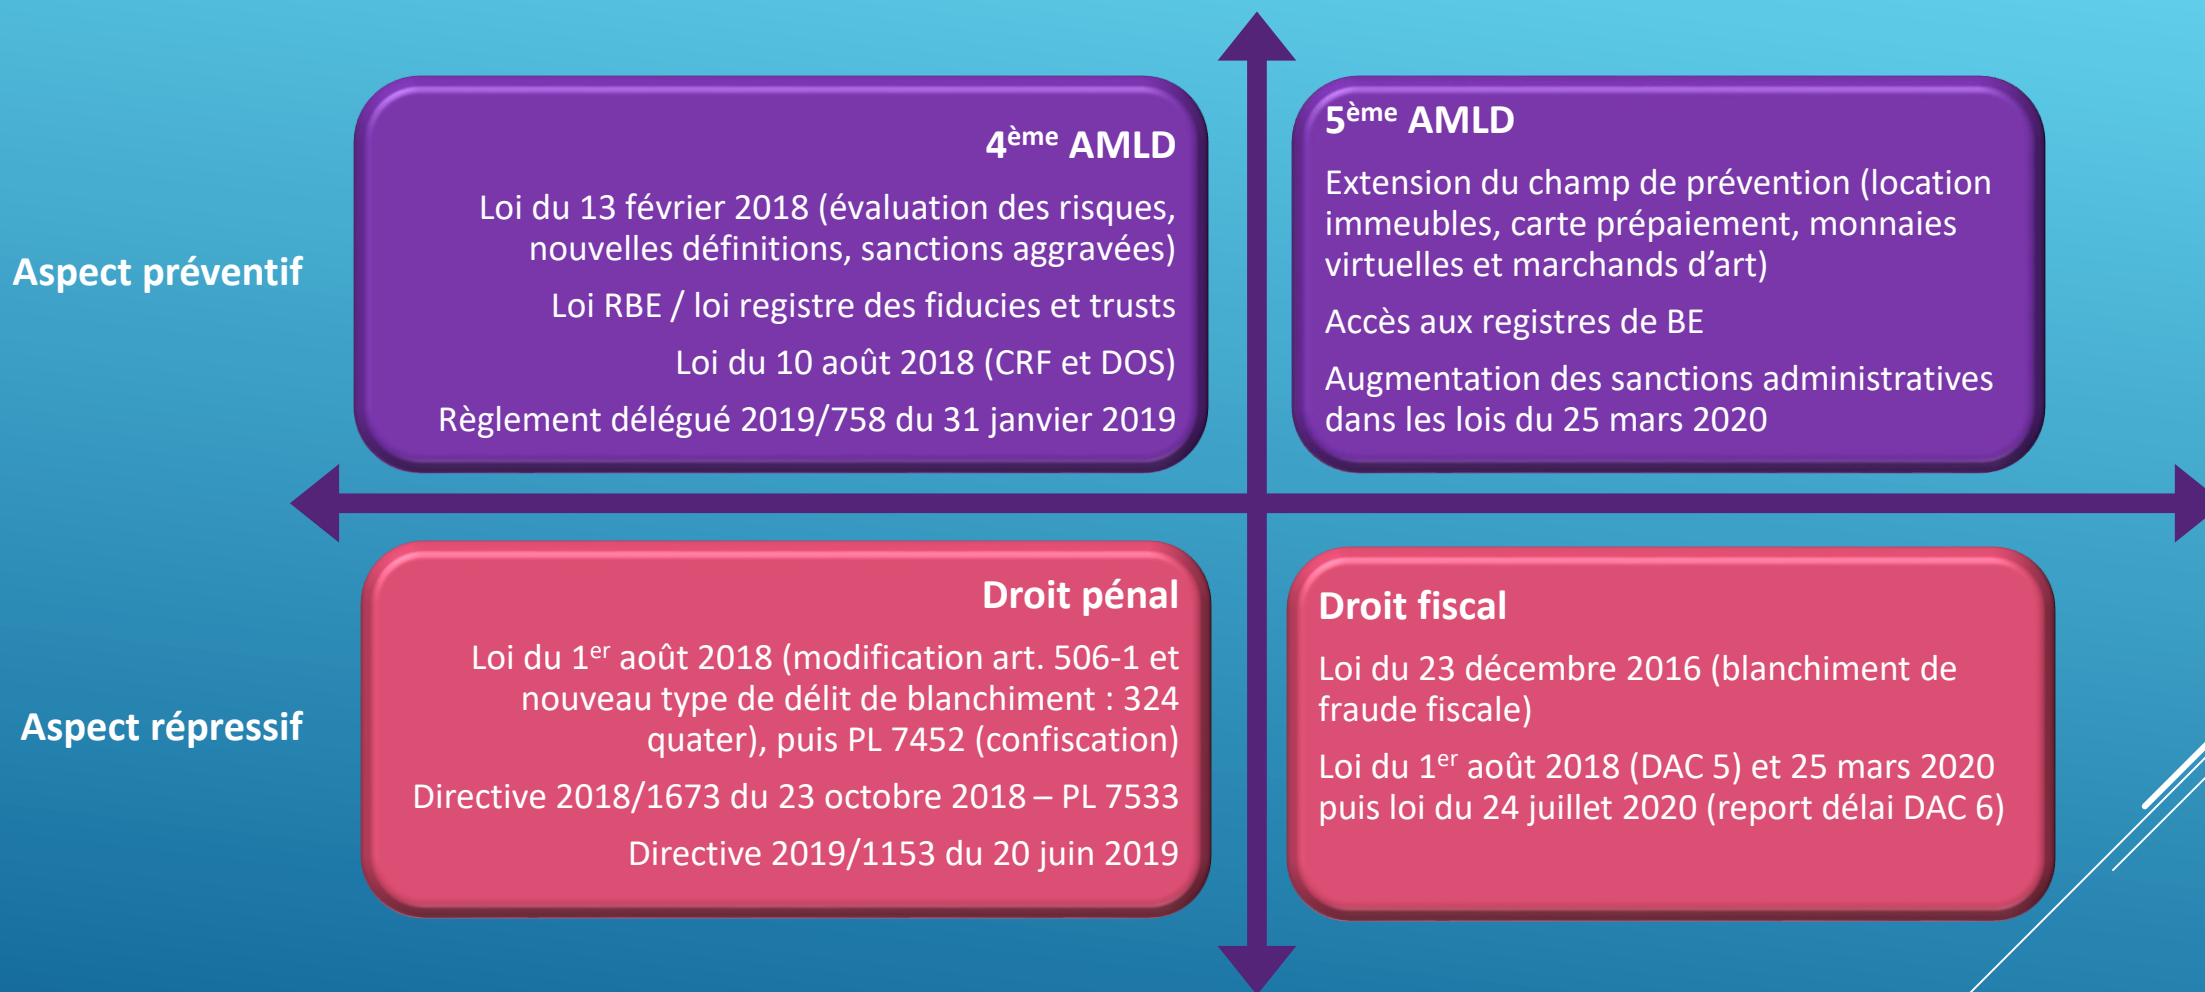 Aspect préventif
4ème AMLD
Loi du 13 février 2018 (évaluation des risques,
nouvelles définitions, sanctions aggravées)
Loi RBE / loi registre des fiducies et trusts
Loi du 10 août 2018 (CRF et DOS)
Règlement délégué 2019/758 du 31 janvier 2019
5ème AMLD
Extension du champ de prévention (location
immeubles, carte prépaiement, monnaies
virtuelles et marchands d’art)
Accès aux registres de BE
Augmentation des sanctions administratives
dans les lois du 25 mars 2020
Aspect répressif
Droit pénal
Loi du 1er août 2018 (modification art. 506-1 et
nouveau type de délit de blanchiment : 324
quater), puis PL 7452 (confiscation)
Directive 2018/1673 du 23 octobre 2018 – PL 7533
Directive 2019/1153 du 20 juin 2019
Droit fiscal
Loi du 23 décembre 2016 (blanchiment de
fraude fiscale)
Loi du 1er août 2018 (DAC 5) et 25 mars 2020
puis loi du 24 juillet 2020 (report délai DAC 6)